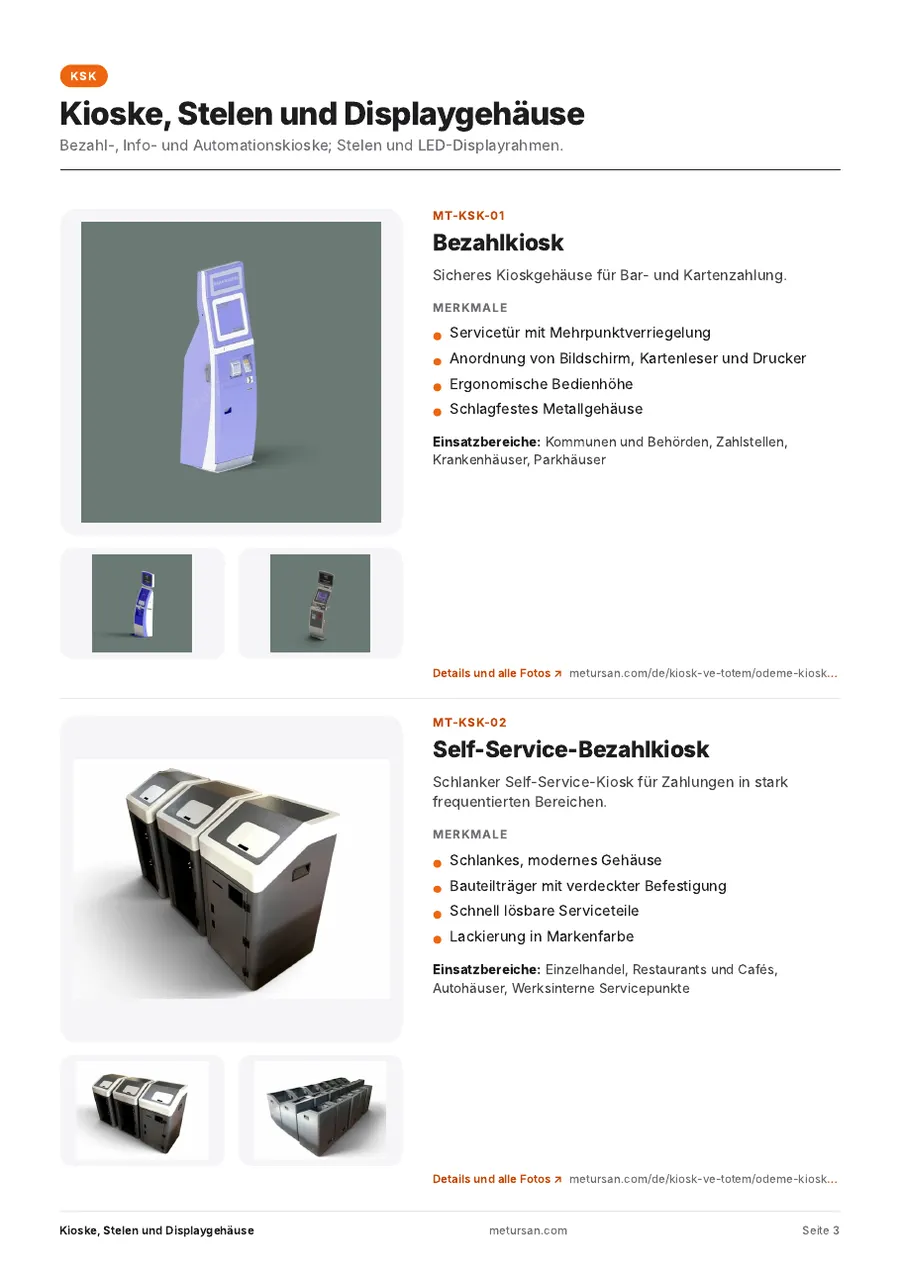 KSK
Kioske, Stelen und Displaygehäuse
Bezahl-, Info- und Automationskioske; Stelen und LED-Displayrahmen.
MT-KSK-01
Bezahlkiosk
Sicheres Kioskgehäuse für Bar- und Kartenzahlung.
MERKMALE
Servicetür mit Mehrpunktverriegelung
Anordnung von Bildschirm, Kartenleser und Drucker
Ergonomische Bedienhöhe
Schlagfestes Metallgehäuse
Einsatzbereiche: Kommunen und Behörden, Zahlstellen,
Krankenhäuser, Parkhäuser
Details und alle Fotos ↗ metursan.com/de/kiosk-ve-totem/odeme-kiosk...
MT-KSK-02
Self-Service-Bezahlkiosk
Schlanker Self-Service-Kiosk für Zahlungen in stark
frequentierten Bereichen.
MERKMALE
Schlankes, modernes Gehäuse
Bauteilträger mit verdeckter Befestigung
Schnell lösbare Serviceteile
Lackierung in Markenfarbe
Einsatzbereiche: Einzelhandel, Restaurants und Cafés,
Autohäuser, Werksinterne Servicepunkte
Details und alle Fotos ↗ metursan.com/de/kiosk-ve-totem/odeme-kiosk...
Kioske, Stelen und Displaygehäuse
metursan.com
Seite 3